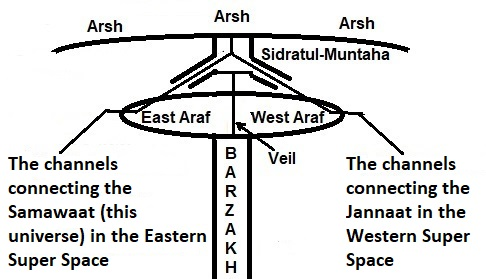 Arsh
Arsh
Arsh
Sidratul-Muntaha
East Araf
West Araf
Veil
B
A
R
Z
A
K
H
The channels
connecting the
Samawaat (this
universe) in the Eastern
Super Space
The channels
connecting the
Jannaat in the
Western Super
Space